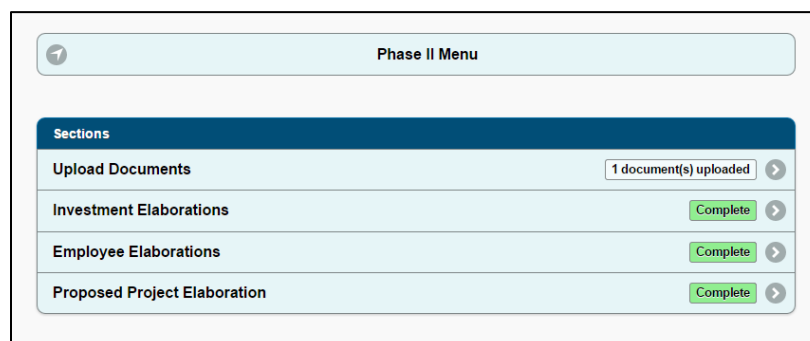 Phase II Menu
Sections
Upload Documents 1 document(s) uploaded
Investment Elaborations Complete
Employee Elaborations Complete
Proposed Project Elaboration Complete